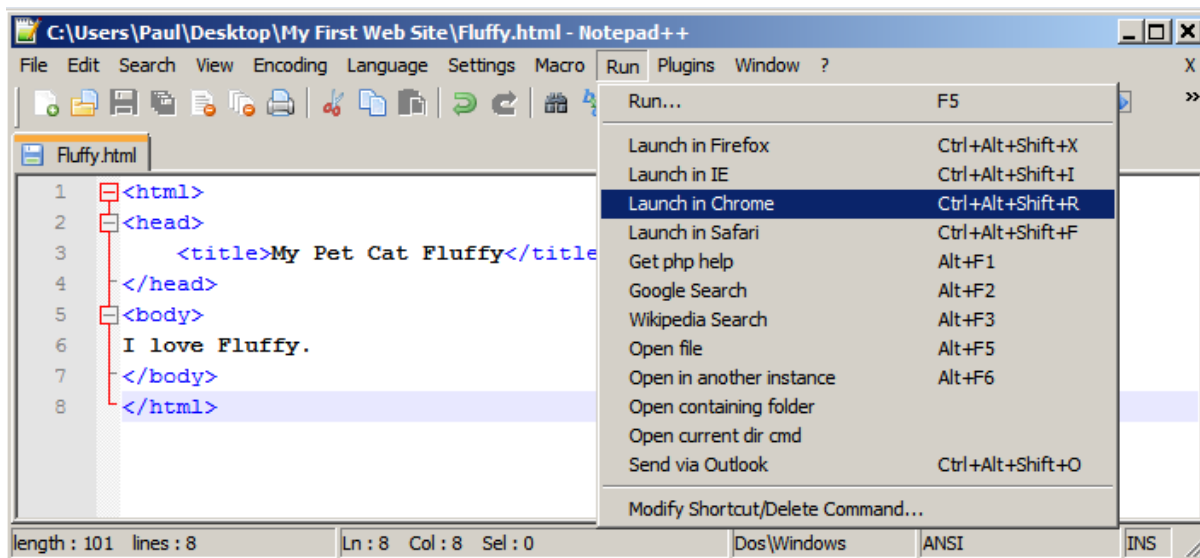 C:\Users\Paul\Desktop\My First Web Site\Fluffy.html - Notepad++
File Edit Search View Encoding Language Settings Macro Run Plugins Window ? X
Fluffy.html
1 <html>
2 <head>
3 <title>My Pet Cat Fluffy</title
4 </head>
5 <body>
6 I love Fluffy.
7 </body>
8 </html>
Run... F5
Launch in Firefox Ctrl+Alt+Shift+X
Launch in IE Ctrl+Alt+Shift+I
Launch in Chrome Ctrl+Alt+Shift+R
Launch in Safari Ctrl+Alt+Shift+F
Get php help Alt+F1
Google Search Alt+F2
Wikipedia Search Alt+F3
Open file Alt+F5
Open in another instance Alt+F6
Open containing folder
Open current dir cmd
Send via Outlook Ctrl+Alt+Shift+O
Modify Shortcut/Delete Command...
length : 101 lines : 8 Ln : 8 Col : 8 Sel : 0 Dos\Windows ANSI INS